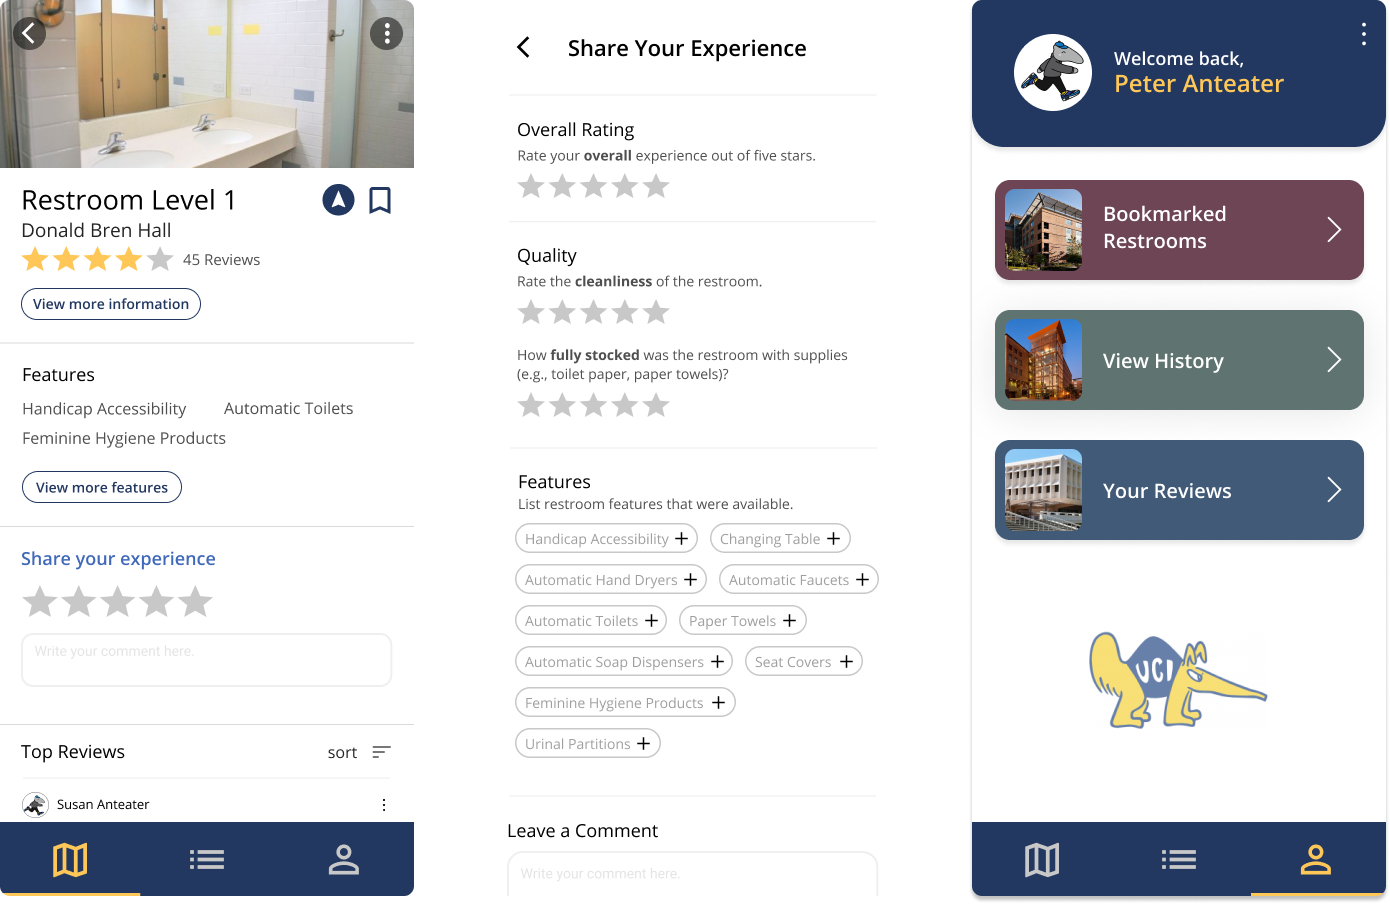 Restroom Level 1
Donald Bren Hall
45 Reviews
View more information
Features
Handicap Accessibility
Automatic Toilets
Feminine Hygiene Products
View more features
Share your experience
Write your comment here.
Top Reviews
sort
Susan Anteater
Share Your Experience
Overall Rating
Rate your overall experience out of five stars.
Quality
Rate the cleanliness of the restroom.
How fully stocked was the restroom with supplies
(e.g., toilet paper, paper towels)?
Features
List restroom features that were available.
Handicap Accessibility +
Changing Table +
Automatic Hand Dryers +
Automatic Faucets +
Automatic Toilets +
Paper Towels +
Automatic Soap Dispensers +
Seat Covers +
Feminine Hygiene Products +
Urinal Partitions +
Leave a Comment
Write your comment here.
Welcome back,
Peter Anteater
Bookmarked
Restrooms
View History
Your Reviews
UCI